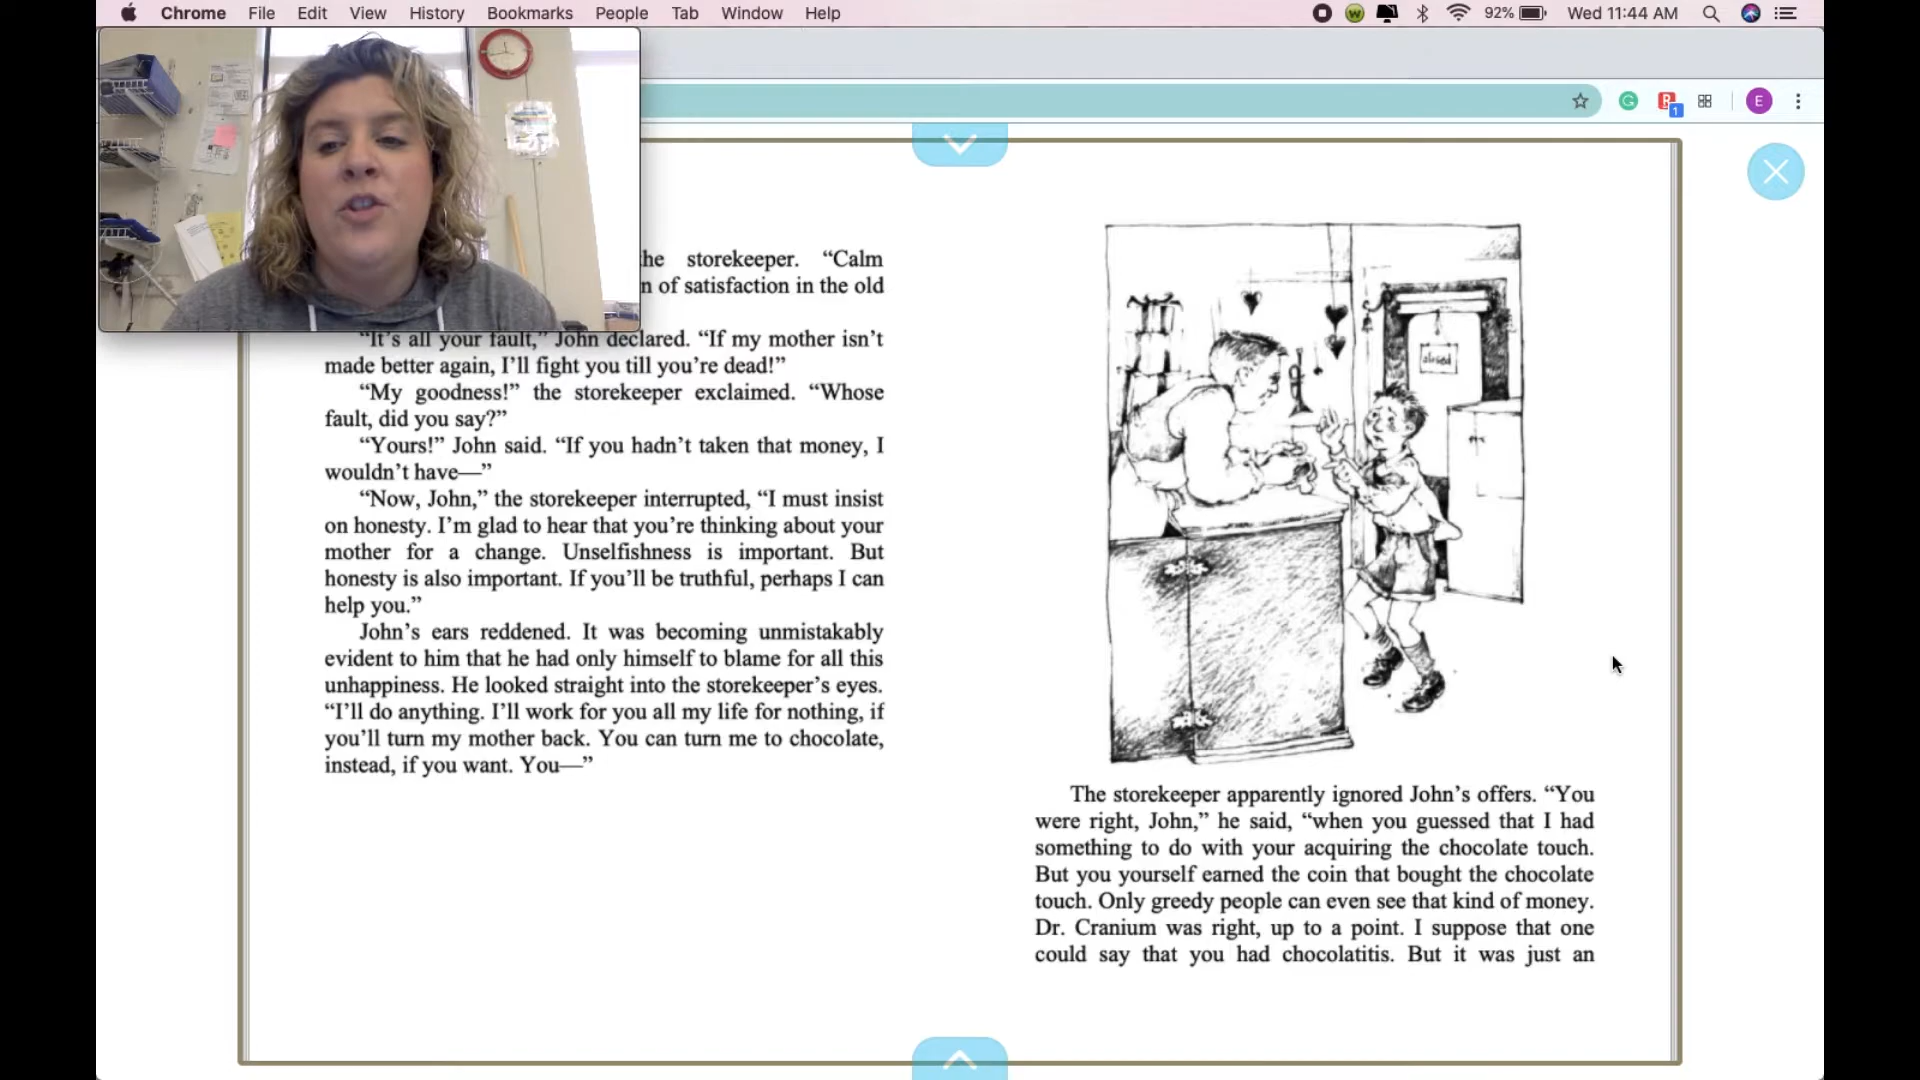 Chrome File Edit View History Bookmarks People Tab Window Help 92% Wed 11:44 AM
1 E
he storekeeper. “Calm
n of satisfaction in the old
“It’s all your fault,” John declared. “If my mother isn’t
made better again, I’ll fight you till you’re dead!”
“My goodness!” the storekeeper exclaimed. “Whose
fault, did you say?”
“Yours!” John said. “If you hadn’t taken that money, I
wouldn’t have—”
“Now, John,” the storekeeper interrupted, “I must insist
on honesty. I’m glad to hear that you’re thinking about your
mother for a change. Unselfishness is important. But
honesty is also important. If you’ll be truthful, perhaps I can
help you.”
John’s ears reddened. It was becoming unmistakably
evident to him that he had only himself to blame for all this
unhappiness. He looked straight into the storekeeper’s eyes.
“I’ll do anything. I’ll work for you all my life for nothing, if
you’ll turn my mother back. You can turn me to chocolate,
instead, if you want. You—”
closed
The storekeeper apparently ignored John’s offers. “You
were right, John,” he said, “when you guessed that I had
something to do with your acquiring the chocolate touch.
But you yourself earned the coin that bought the chocolate
touch. Only greedy people can even see that kind of money.
Dr. Cranium was right, up to a point. I suppose that one
could say that you had chocolatitis. But it was just an